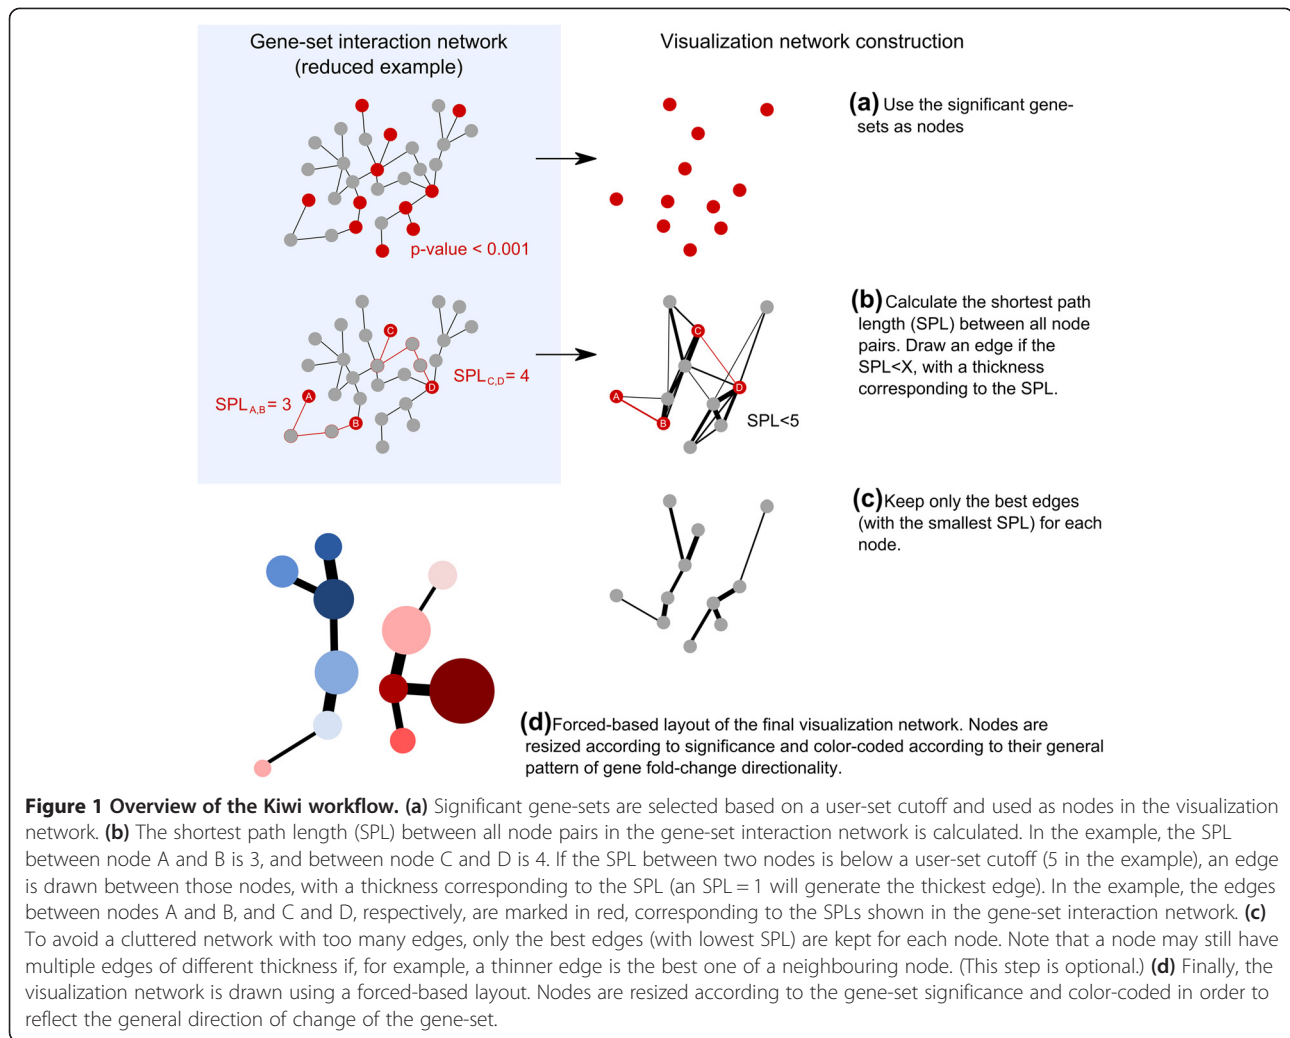 Gene-set interaction network
(reduced example)
Visualization network construction
(a) Use the significant gene-
sets as nodes
p-value < 0.001
C
D
A
B
SPLC,D= 4
SPLA,B= 3
C
D
A
B
SPL<5
(b) Calculate the shortest path
length (SPL) between all node
pairs. Draw an edge if the
SPL<X, with a thickness
corresponding to the SPL.
(c) Keep only the best edges
(with the smallest SPL) for each
node.
(d) Forced-based layout of the final visualization network. Nodes are
resized according to significance and color-coded according to their general
pattern of gene fold-change directionality.
Figure 1 Overview of the Kiwi workflow. (a) Significant gene-sets are selected based on a user-set cutoff and used as nodes in the visualization
network. (b) The shortest path length (SPL) between all node pairs in the gene-set interaction network is calculated. In the example, the SPL
between node A and B is 3, and between node C and D is 4. If the SPL between two nodes is below a user-set cutoff (5 in the example), an edge
is drawn between those nodes, with a thickness corresponding to the SPL (an SPL = 1 will generate the thickest edge). In the example, the edges
between nodes A and B, and C and D, respectively, are marked in red, corresponding to the SPLs shown in the gene-set interaction network. (c)
To avoid a cluttered network with too many edges, only the best edges (with lowest SPL) are kept for each node. Note that a node may still have
multiple edges of different thickness if, for example, a thinner edge is the best one of a neighbouring node. (This step is optional.) (d) Finally, the
visualization network is drawn using a forced-based layout. Nodes are resized according to the gene-set significance and color-coded in order to
reflect the general direction of change of the gene-set.